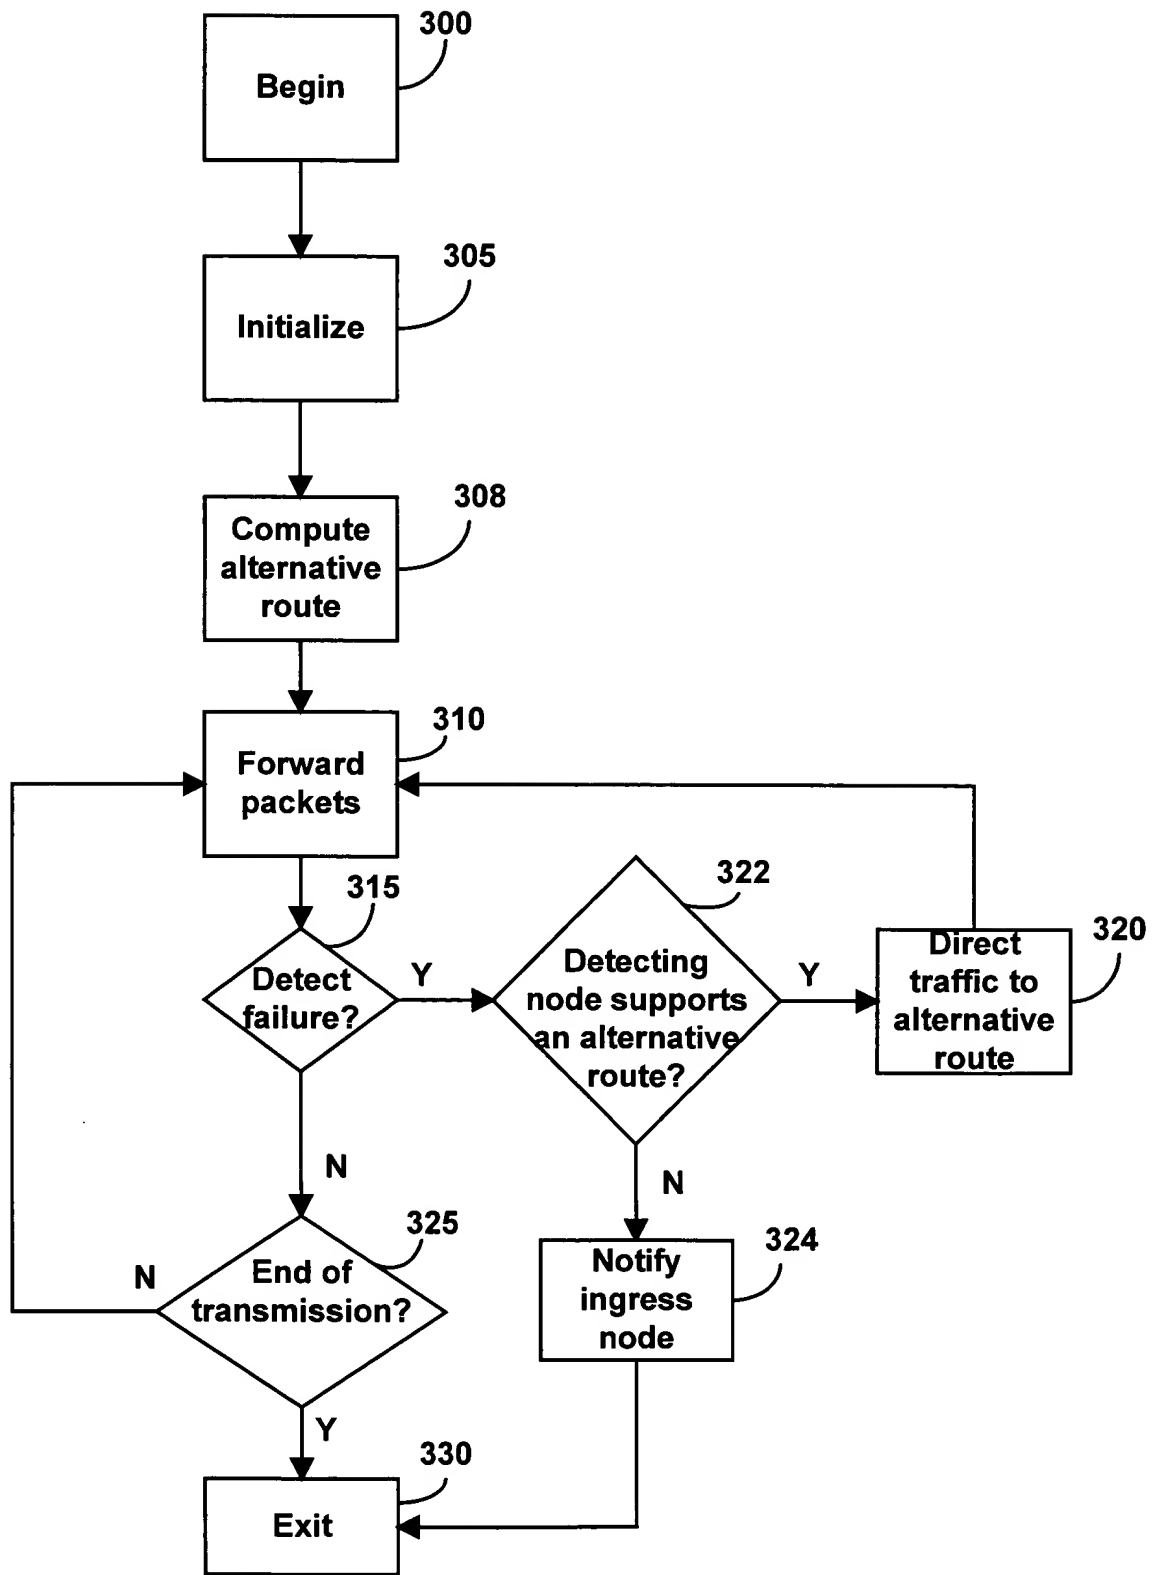 300
Begin
305
Initialize
308
Compute
alternative
route
310
Forward
packets
315
Detect
failure?
Y
322
Detecting
node supports
an alternative
route?
Y
320
Direct
traffic to
alternative
route
N
N
325
End of
transmission?
N
324
Notify
ingress
node
Y
330
Exit